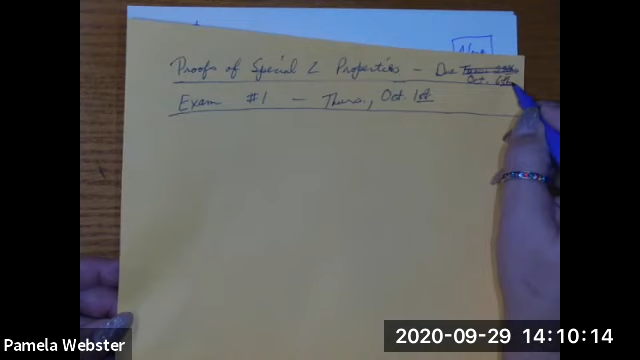 Proofs of Special L Properties - Due
Oct. 6th
Exam #1 - Thurs., Oct. 1st
Pamela Webster
2020-09-29 14:10:14